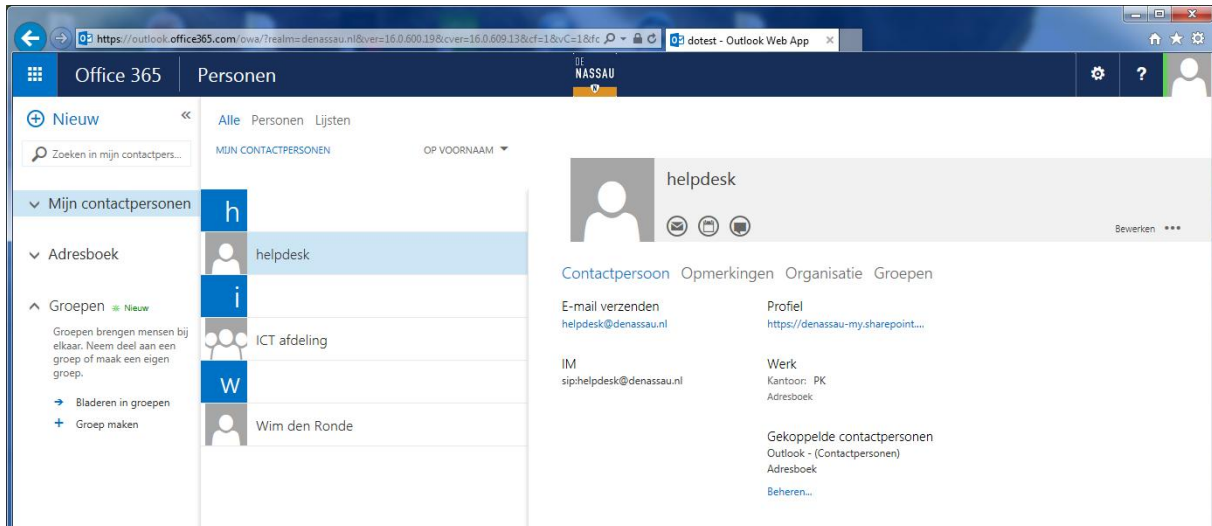 https://outlook.office365.com/owa/?realm=denassau.nl&ver=16.0.600.19&cver=16.0.609.13&cf=1&vC=1&fc
dotest - Outlook Web App
Office 365
Personen
DE
NASSAU
N
?
Nieuw
«
Zoeken in mijn contactpers...
Mijn contactpersonen
Adresboek
Groepen Nieuw
Groepen brengen mensen bij
elkaar. Neem deel aan een
groep of maak een eigen
groep.
Bladeren in groepen
Groep maken
Alle Personen Lijsten
MIJN CONTACTPERSONEN
OP VOORNAAM
h
helpdesk
i
ICT afdeling
w
Wim den Ronde
helpdesk
Bewerken •••
Contactpersoon Opmerkingen Organisatie Groepen
E-mail verzenden
helpdesk@denassau.nl
IM
sip:helpdesk@denassau.nl
Profiel
https://denassau-my.sharepoint....
Werk
Kantoor: PK
Adresboek
Gekoppelde contactpersonen
Outlook - (Contactpersonen)
Adresboek
Beheren...